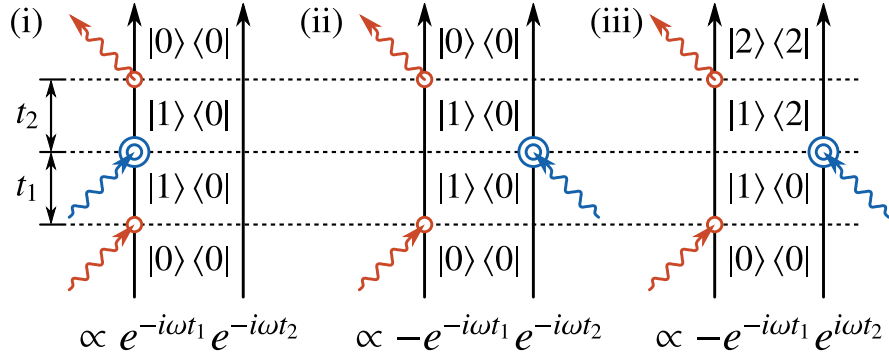 (i) |0⟩⟨0| (ii) |0⟩⟨0| (iii) |2⟩⟨2|
t₂ |1⟩⟨0| |1⟩⟨0| |1⟩⟨2|
t₁ |1⟩⟨0| |1⟩⟨0| |1⟩⟨0|
|0⟩⟨0| |0⟩⟨0| |0⟩⟨0|
∝ e^{-iωt₁} e^{-iωt₂} ∝ -e^{-iωt₁} e^{-iωt₂} ∝ -e^{-iωt₁} e^{iωt₂}